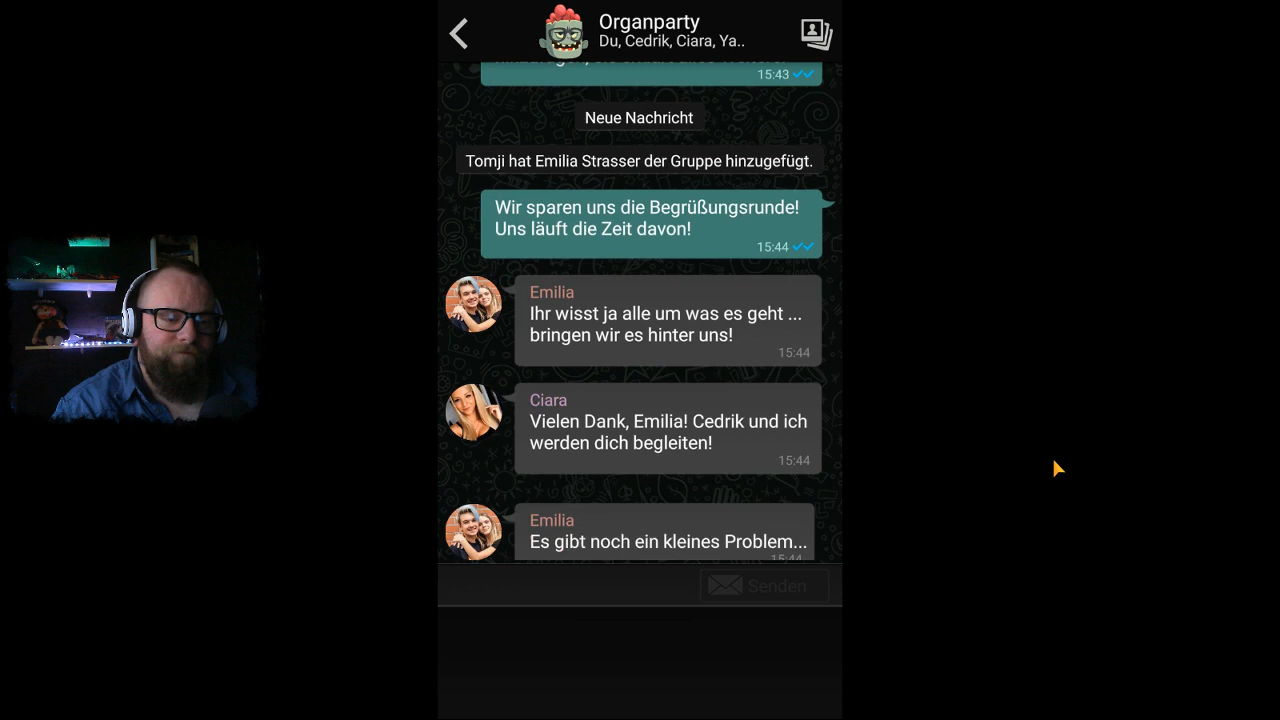 Organparty
Du, Cedrik, Ciara, Ya..
15:43
Neue Nachricht
Tomji hat Emilia Strasser der Gruppe hinzugefügt.
Wir sparen uns die Begrüßungsrunde!
Uns läuft die Zeit davon!
15:44
Emilia
Ihr wisst ja alle um was es geht ...
bringen wir es hinter uns!
15:44
Ciara
Vielen Dank, Emilia! Cedrik und ich
werden dich begleiten!
15:44
Emilia
Es gibt noch ein kleines Problem...
15:44
Senden